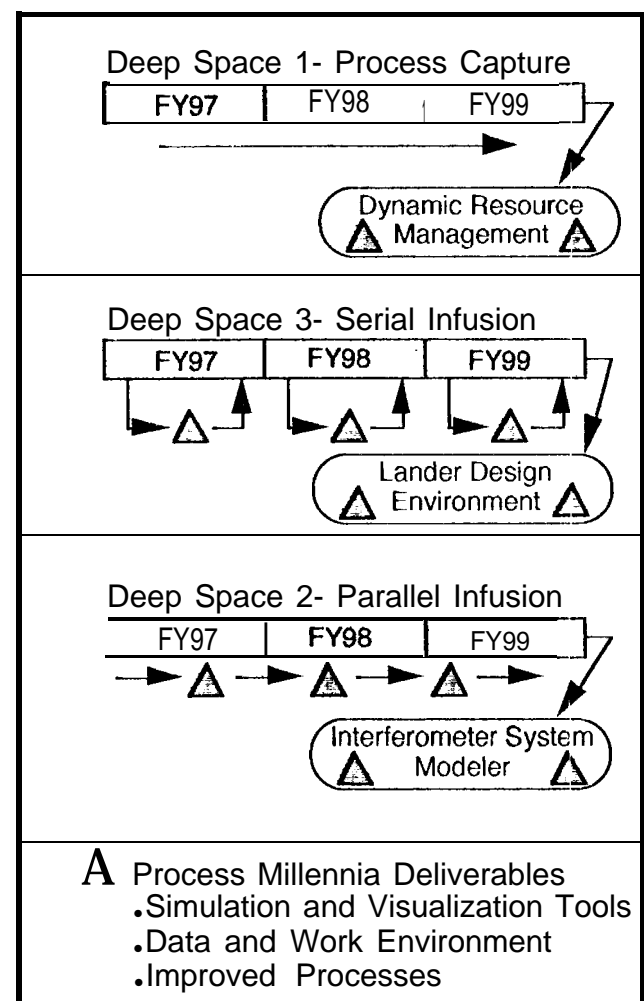 Deep Space 1- Process Capture
FY97 FY98 FY99
Dynamic Resource
Management
Deep Space 3- Serial Infusion
FY97 FY98 FY99
Lander Design
Environment
Deep Space 2- Parallel Infusion
FY97 FY98 FY99
Interferometer System
Modeler
A Process Millennia Deliverables
.Simulation and Visualization Tools
.Data and Work Environment
.Improved Processes